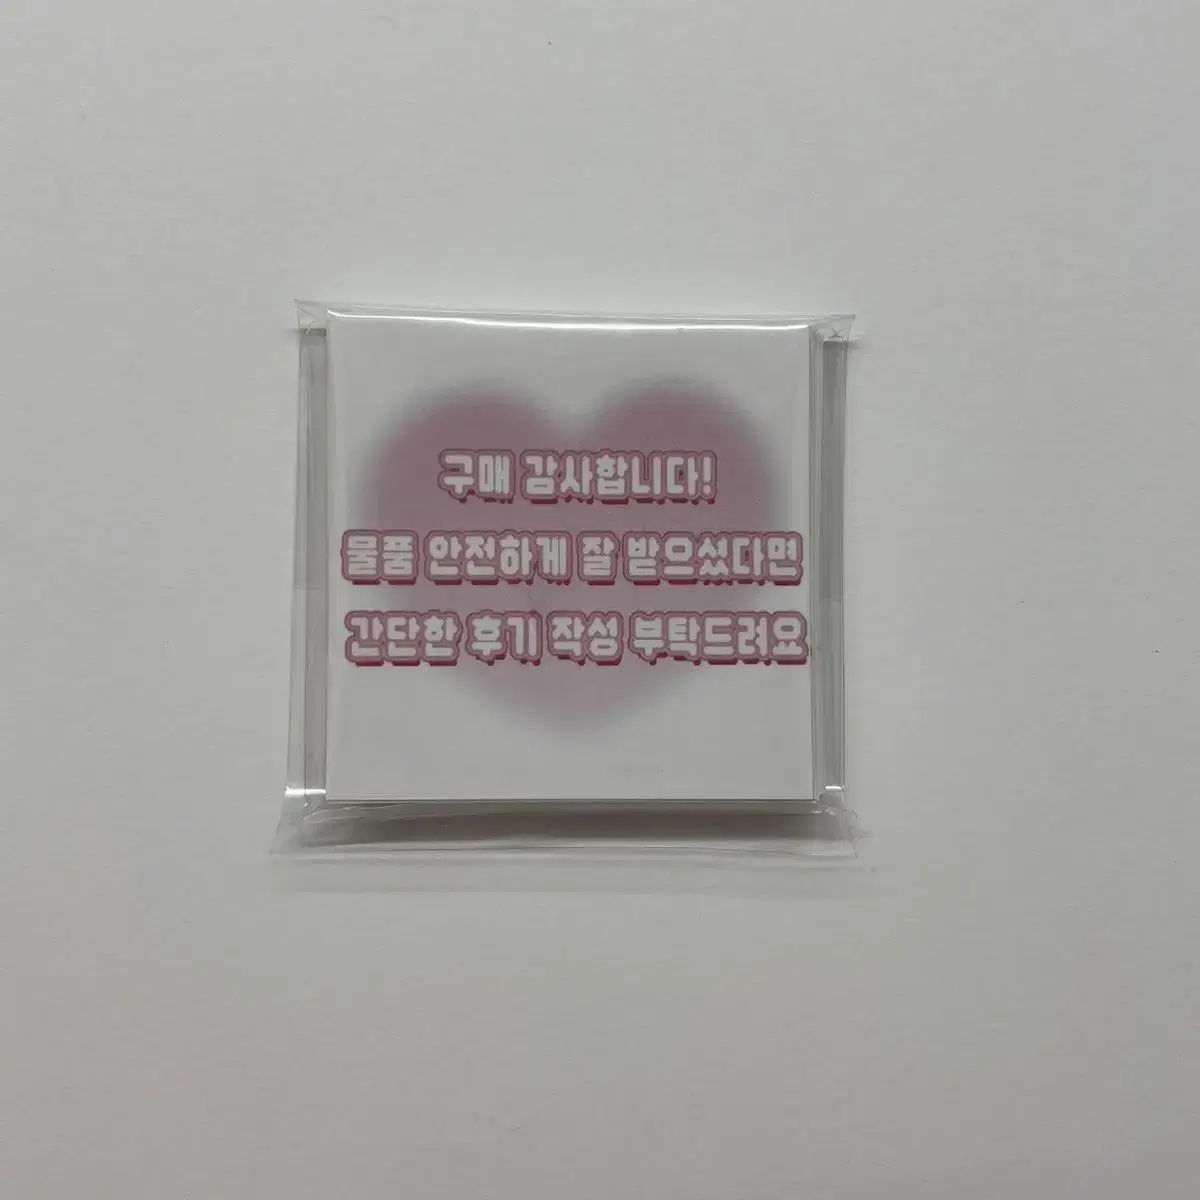 구매 감사합니다!
물품 안전하게 잘 받으셨다면
간단한 후기 작성 부탁드려요